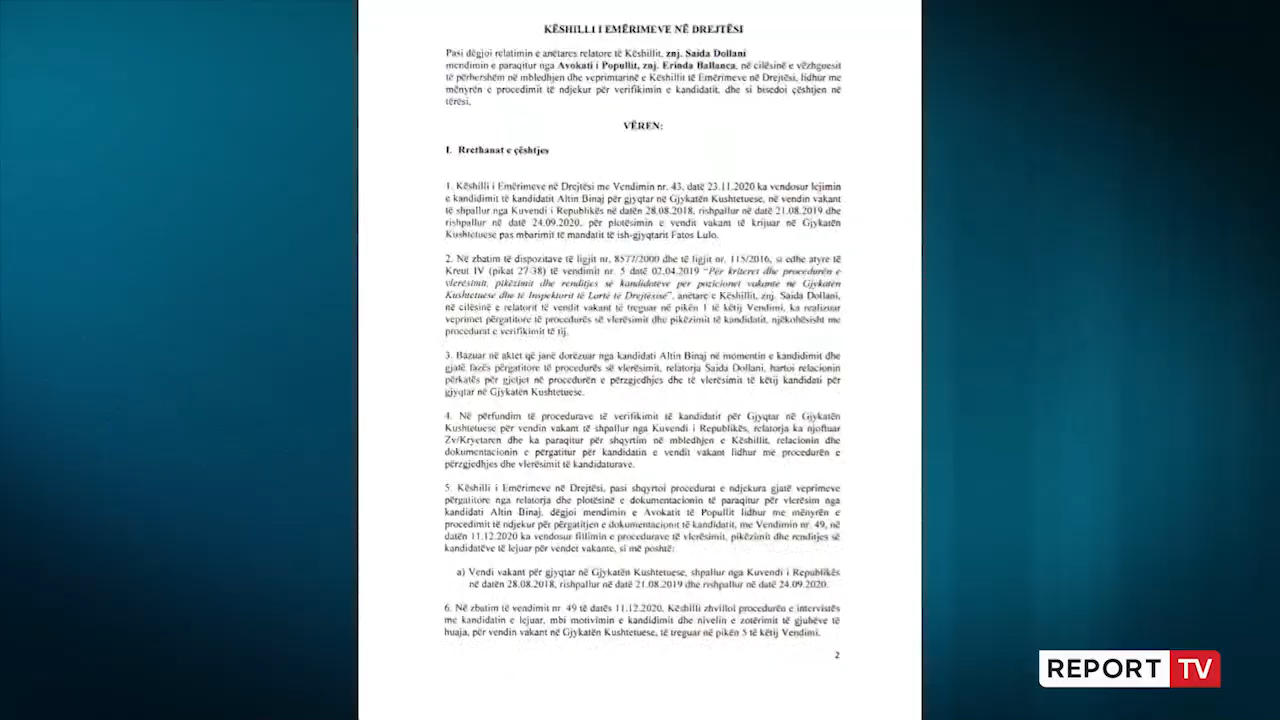 KËSHILLI I EMËRIMEVE NË DREJTËSI
Pasi dëgjoi relatimin e anëtares relatore të Këshillit, znj. Saida Dollani
mendimin e paraqitur nga Avokati i Popullit, znj. Erinda Ballanca, në cilësinë e vëzhguesit
të përhershëm në mbledhjen dhe veprimtarinë e Këshillit të Emërimeve në Drejtësi, lidhur me
mënyrën e procedimit të ndjekur për verifikimin e kandidatit, dhe si bisedoi çështjen në
tërësi,
VËREN:
I. Rrethanat e çështjes
1. Këshilli i Emërimeve në Drejtësi me Vendimin nr. 43, datë 23.11.2020 ka vendosur lejimin
e kandidimit të kandidatit Altin Binaj për gjyqtar në Gjykatën Kushtetuese, në vendin vakant
të shpallur nga Kuvendi i Republikës në datën 28.08.2018, rishpallur në datë 21.08.2019 dhe
rishpallur në datë 24.09.2020, për plotësimin e vendit vakant të krijuar në Gjykatën
Kushtetuese pas mbarimit të mandatit të ish-gjyqtarit Fatos Lulo.
2. Në zbatim të dispozitave të ligjit nr. 8577/2000 dhe të ligjit nr. 115/2016, si edhe atyre të
Kreut IV (pikat 27-38) të vendimit nr. 5 datë 02.04.2019 “Për kriteret dhe procedurën e
vlerësimit, pikëzimit dhe renditjes së kandidatëve për pozicionet vakante në Gjykatën
Kushtetuese dhe të Inspektorit të Lartë të Drejtësisë”, anëtare e Këshillit, znj. Saida Dollani,
në cilësinë e relatorit të vendit vakant të treguar në pikën 1 të këtij Vendimi, ka realizuar
veprimet përgatitore të procedurës së vlerësimit dhe pikëzimit të kandidatit, njëkohësisht me
procedurat e verifikimit të tij.
3. Bazuar në aktet që janë dorëzuar nga kandidati Altin Binaj në momentin e kandidimit dhe
gjatë fazës përgatitore të procedurës së vlerësimit, relatorja Saida Dollani, hartoi relacionin
përkatës për gjetjet në procedurën e përzgjedhjes dhe të vlerësimit të këtij kandidati për
gjyqtar në Gjykatën Kushtetuese.
4. Në përfundim të procedurave të verifikimit të kandidatit për Gjyqtar në Gjykatën
Kushtetuese për vendin vakant të shpallur nga Kuvendi i Republikës, relatorja ka njoftuar
Zv/Kryetaren dhe ka paraqitur për shqyrtim në mbledhjen e Këshillit, relacionin dhe
dokumentacionin e përgatitur për kandidatin e vendit vakant lidhur me procedurën e
përzgjedhjes dhe vlerësimit të kandidaturave.
5. Këshilli i Emërimeve në Drejtësi, pasi shqyrtoi procedurat e ndjekura gjatë veprimeve
përgatitore nga relatorja dhe plotësinë e dokumentacionin të paraqitur për vlerësim nga
kandidati Altin Binaj, dëgjoi mendimin e Avokatit të Popullit lidhur me mënyrën e
procedimit të ndjekur për përgatitjen e dokumentacionit të kandidatit, me Vendimin nr. 49, në
datën 11.12.2020 ka vendosur fillimin e procedurave të vlerësimit, pikëzimit dhe renditjes së
kandidatëve të lejuar për vendet vakante, si më poshtë:
a) Vendi vakant për gjyqtar në Gjykatën Kushtetuese, shpallur nga Kuvendi i Republikës
në datën 28.08.2018, rishpallur në datë 21.08.2019 dhe rishpallur në datë 24.09.2020.
6. Në zbatim të vendimit nr. 49 të datës 11.12.2020, Këshilli zhvilloi procedurën e intervistës
me kandidatin e lejuar, mbi motivimin e kandidimit dhe nivelin e zotërimit të gjuhëve të
huaja, për vendin vakant në Gjykatën Kushtetuese, të treguar në pikën 5 të këtij Vendimi.
2
REPORT TV